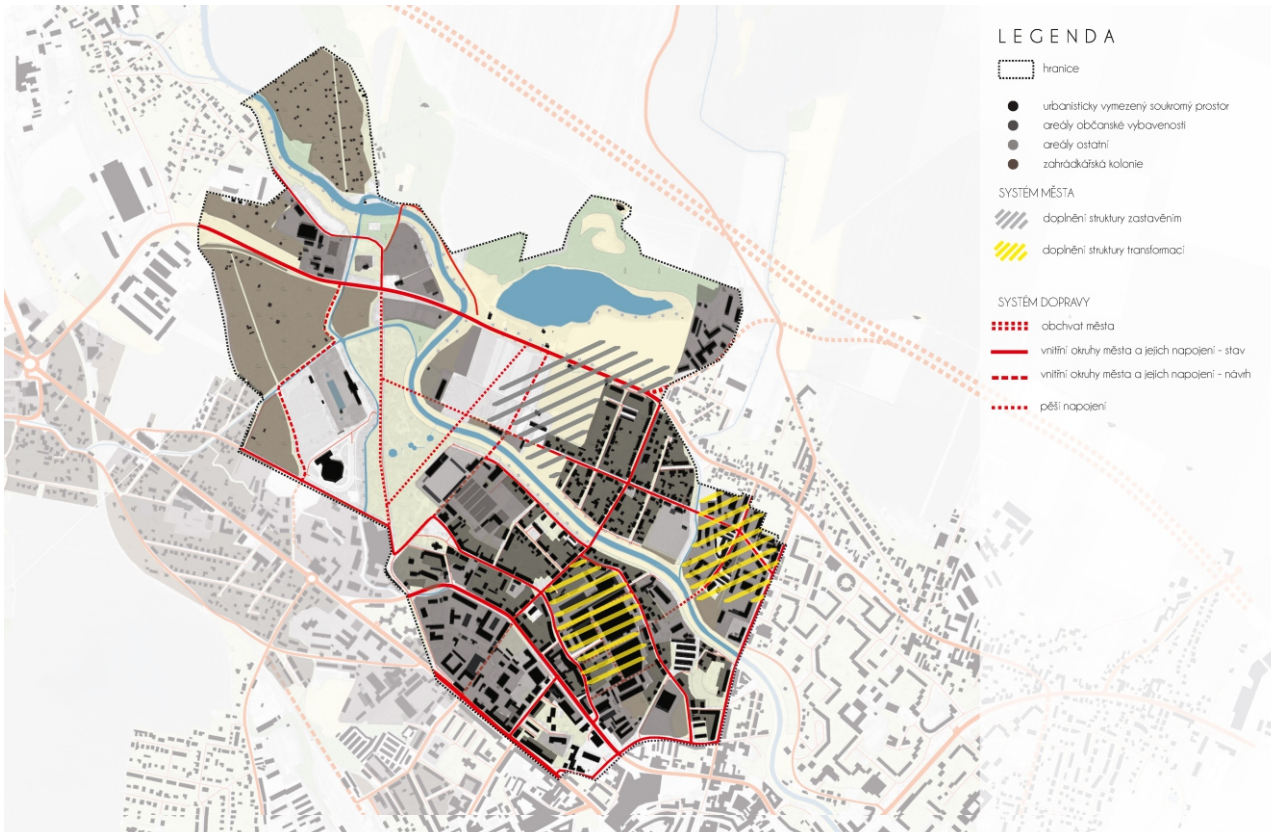 LEGENDA
hranice
urbanisticky vymezený soukromý prostor
areály občanské vybavenosti
areály ostatní
zahrádkářská kolonie
SYSTÉM MĚSTA
doplnění struktury zastavěním
doplnění struktury transformací
SYSTÉM DOPRAVY
obchvat města
vnitřní okruhy města a jejich napojení - stav
vnitřní okruhy města a jejich napojení - návrh
pěší napojení